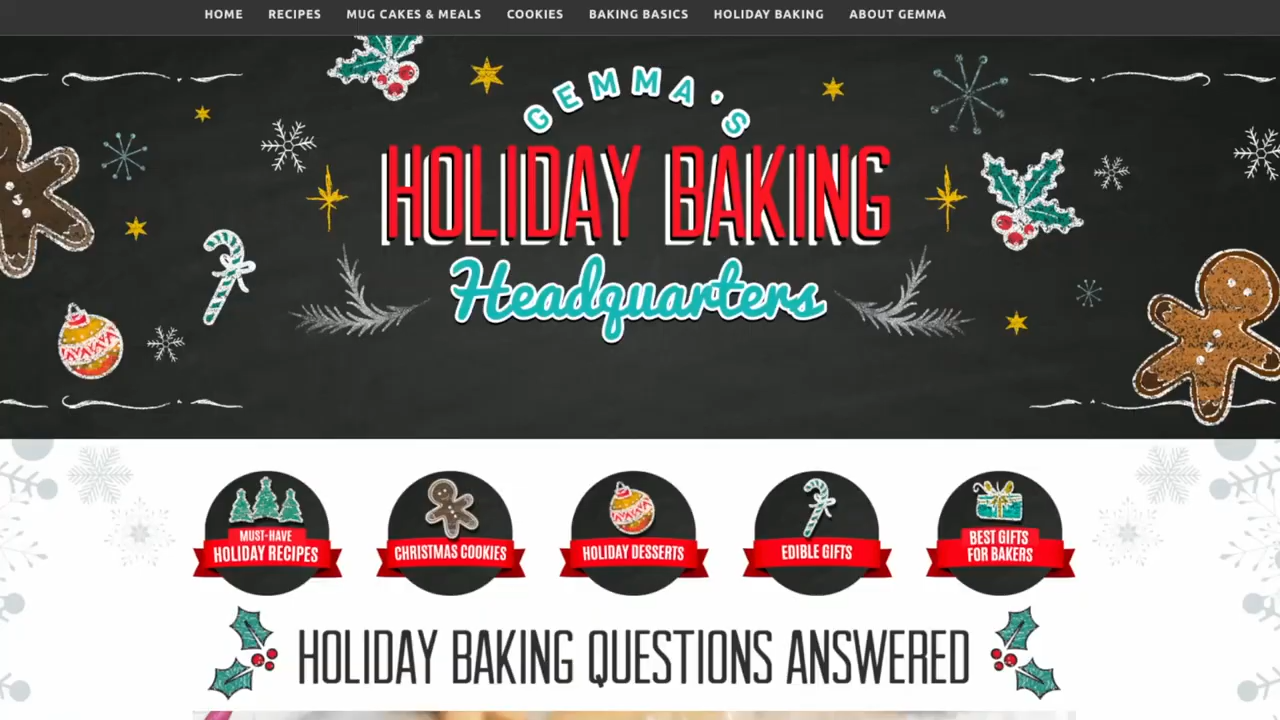 HOME RECIPES MUG CAKES & MEALS COOKIES BAKING BASICS HOLIDAY BAKING ABOUT GEMMA
GEMMA'S
HOLIDAY BAKING
Headquarters
MUST-HAVE
HOLIDAY RECIPES
CHRISTMAS COOKIES
HOLIDAY DESSERTS
EDIBLE GIFTS
BEST GIFTS
FOR BAKERS
HOLIDAY BAKING QUESTIONS ANSWERED